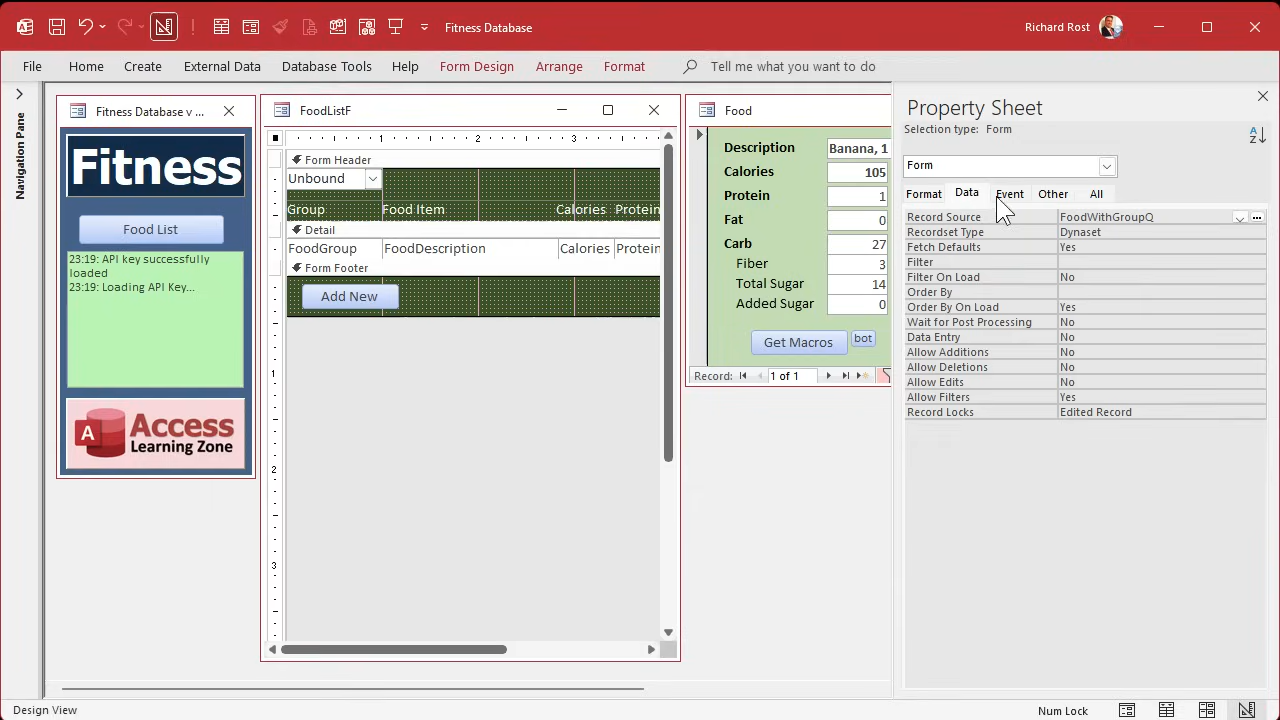 Fitness Database
Richard Rost
File Home Create External Data Database Tools Help Form Design Arrange Format Tell me what you want to do
Navigation Pane
Fitness Database v ...
Fitness
Food List
23:19: API key successfully
loaded
23:19: Loading API Key...
A
Access
Learning Zone
FoodListF
1 2 3
Form Header
Unbound
Group Food Item Calories Protein
Detail
FoodGroup FoodDescription Calories Protein
Form Footer
Add New
1
2
3
Food
Description Banana, 1
Calories 105
Protein 1
Fat 0
Carb 27
Fiber 3
Total Sugar 14
Added Sugar 0
Get Macros bot
Record: 1 of 1
Property Sheet
Selection type: Form
Form
Format Data Event Other All
Record Source FoodWithGroupQ
Recordset Type Dynaset
Fetch Defaults Yes
Filter
Filter On Load No
Order By
Order By On Load Yes
Wait for Post Processing No
Data Entry No
Allow Additions No
Allow Deletions No
Allow Edits No
Allow Filters Yes
Record Locks Edited Record
Design View
Num Lock